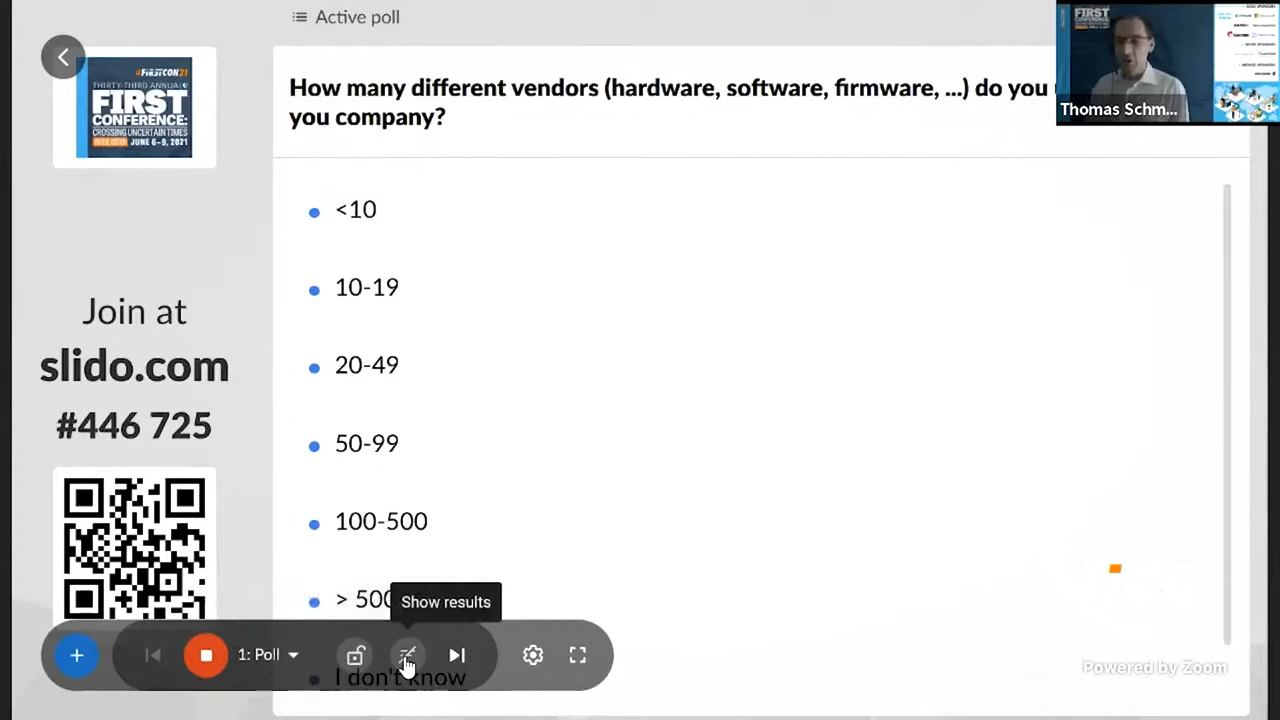 Active poll
#FIRSTCON21
THIRTY-THIRD ANNUAL
FIRST
CONFERENCE:
CROSSING UNCERTAIN TIMES
JUNE 6-9, 2021
How many different vendors (hardware, software, firmware, ...) do you
you company?
Thomas Schm...
<10
10-19
20-49
50-99
100-500
> 500
I don't know
Join at
slido.com
#446 725
Show results
1: Poll
Powered by Zoom